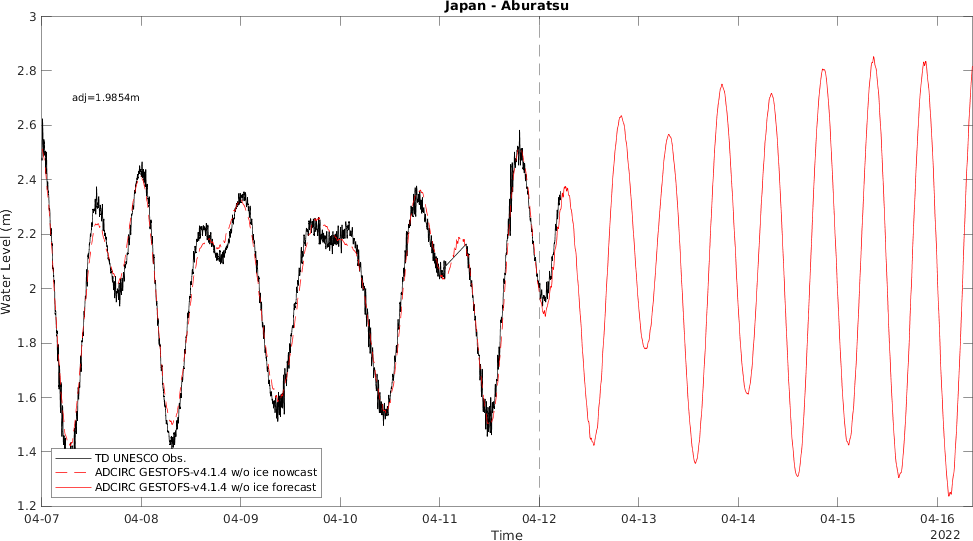 Japan - Aburatsu
3
2.8
2.6
2.4
2.2
2
1.8
1.6
1.4
1.2
Water Level (m)
adj=1.9854m
TD UNESCO Obs.
ADCIRC GESTOFS-v4.1.4 w/o ice nowcast
ADCIRC GESTOFS-v4.1.4 w/o ice forecast
04-07 04-08 04-09 04-10 04-11 04-12 04-13 04-14 04-15 04-16
2022
Time